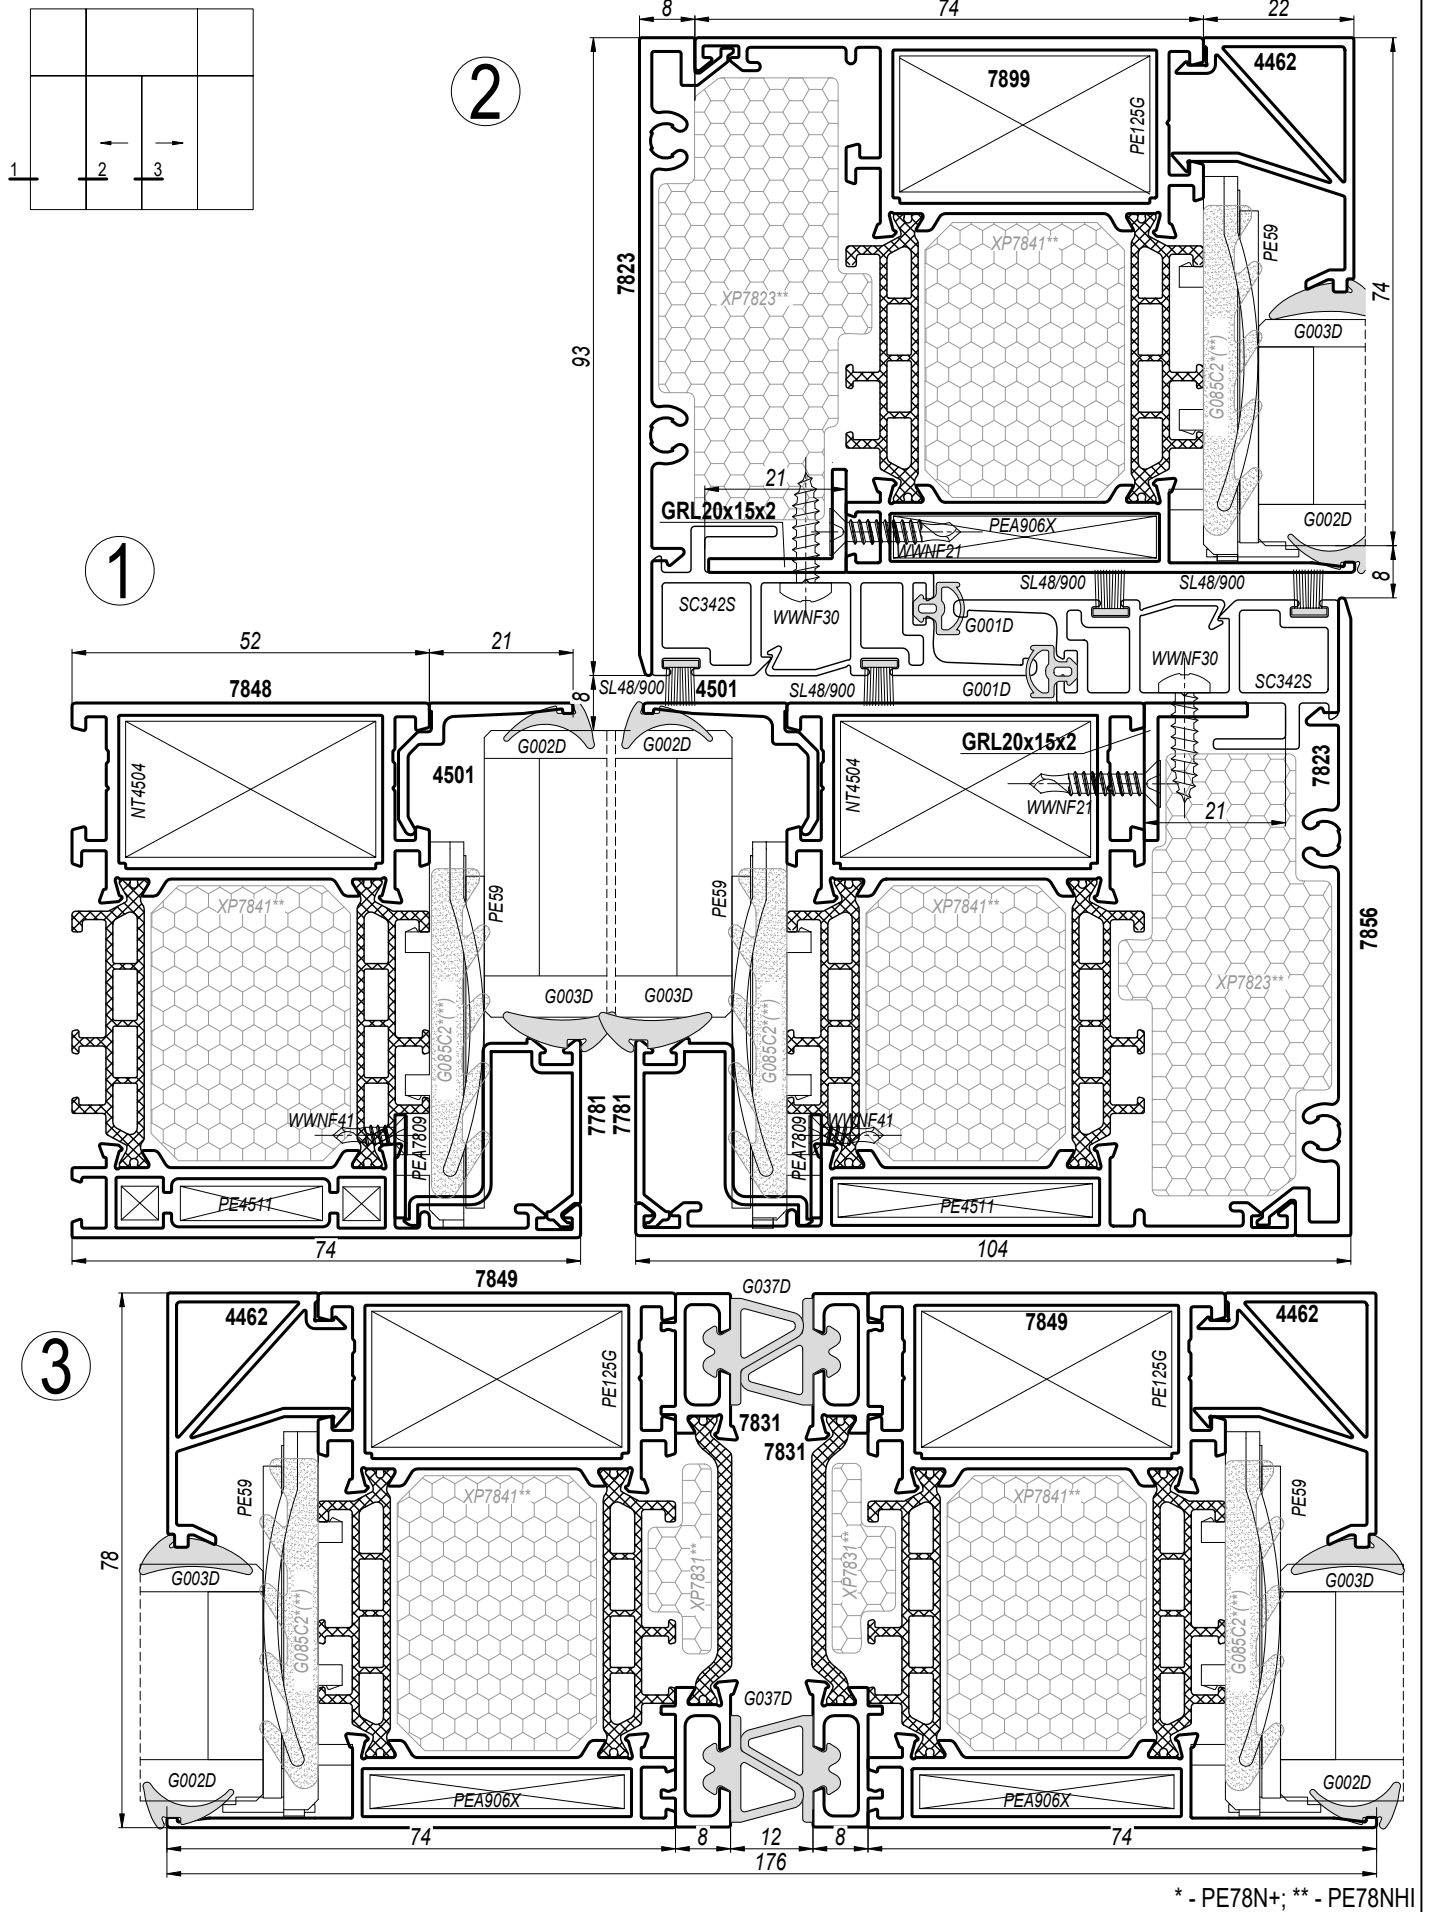 1
2
3
2
8
74
22
7899
4462
PE125G
7823
XP7823**
XP7841**
PE59
G085C2*(**)
G003D
74
93
21
GRL20x15x2
WWNF21
PEA906X
G002D
8
SL48/900
SL48/900
SC342S
WWNF30
G001D
WWNF30
G001D
SC342S
SL48/900
4501
SL48/900
8
1
52
21
7848
NT4504
4501
G002D
G002D
NT4504
GRL20x15x2
WWNF21
21
7823
7856
XP7841**
PE59
PE59
XP7841**
XP7823**
G003D
G003D
G085C2*(**)
G085C2*(**)
WWNF41
PEA7809
7781
7781
PEA7809
WWNF41
PE4511
PE4511
74
104
3
7849
G037D
4462
7849
4462
PE125G
PE125G
7831
7831
PE59
XP7841**
XP7831**
XP7831**
XP7841**
PE59
78
G003D
G085C2*(**)
G085C2*(**)
G003D
G037D
G002D
PEA906X
PEA906X
G002D
74
8
12
8
74
176
* - PE78N+; ** - PE78NHI